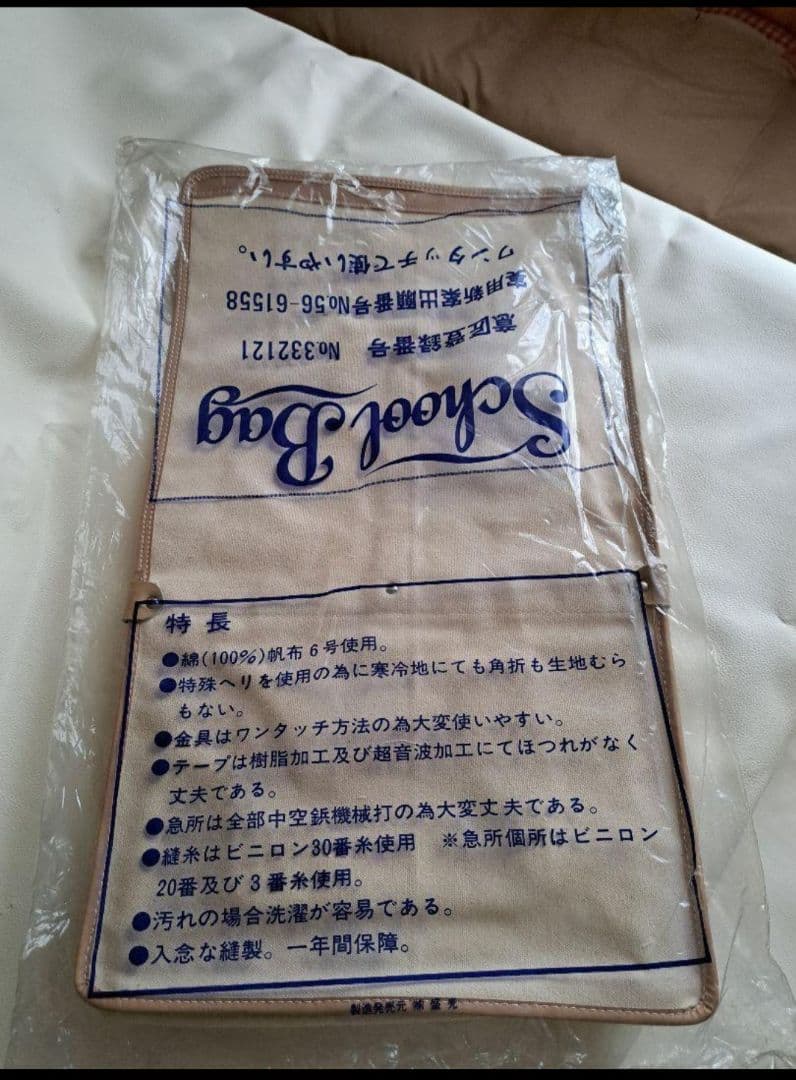 School Bag
意匠登録番号 No.332121
実用新案出願番号No.56-61558
ワンタッチで使いやすい。
特長
●綿(100%)帆布6号使用。
●特殊ヘリを使用の為に寒冷地にても角折も生地むら
もない。
●金具はワンタッチ方法の為大変使いやすい。
●テープは樹脂加工及び超音波加工にてほつれがなく
丈夫である。
●急所は全部中空鋲機械打の為大変丈夫である。
●縫糸はビニロン30番糸使用 ※急所個所はビニロン
20番及び3番糸使用。
●汚れの場合洗濯が容易である。
●入念な縫製。一年間保障。
製造発売元 ㈱